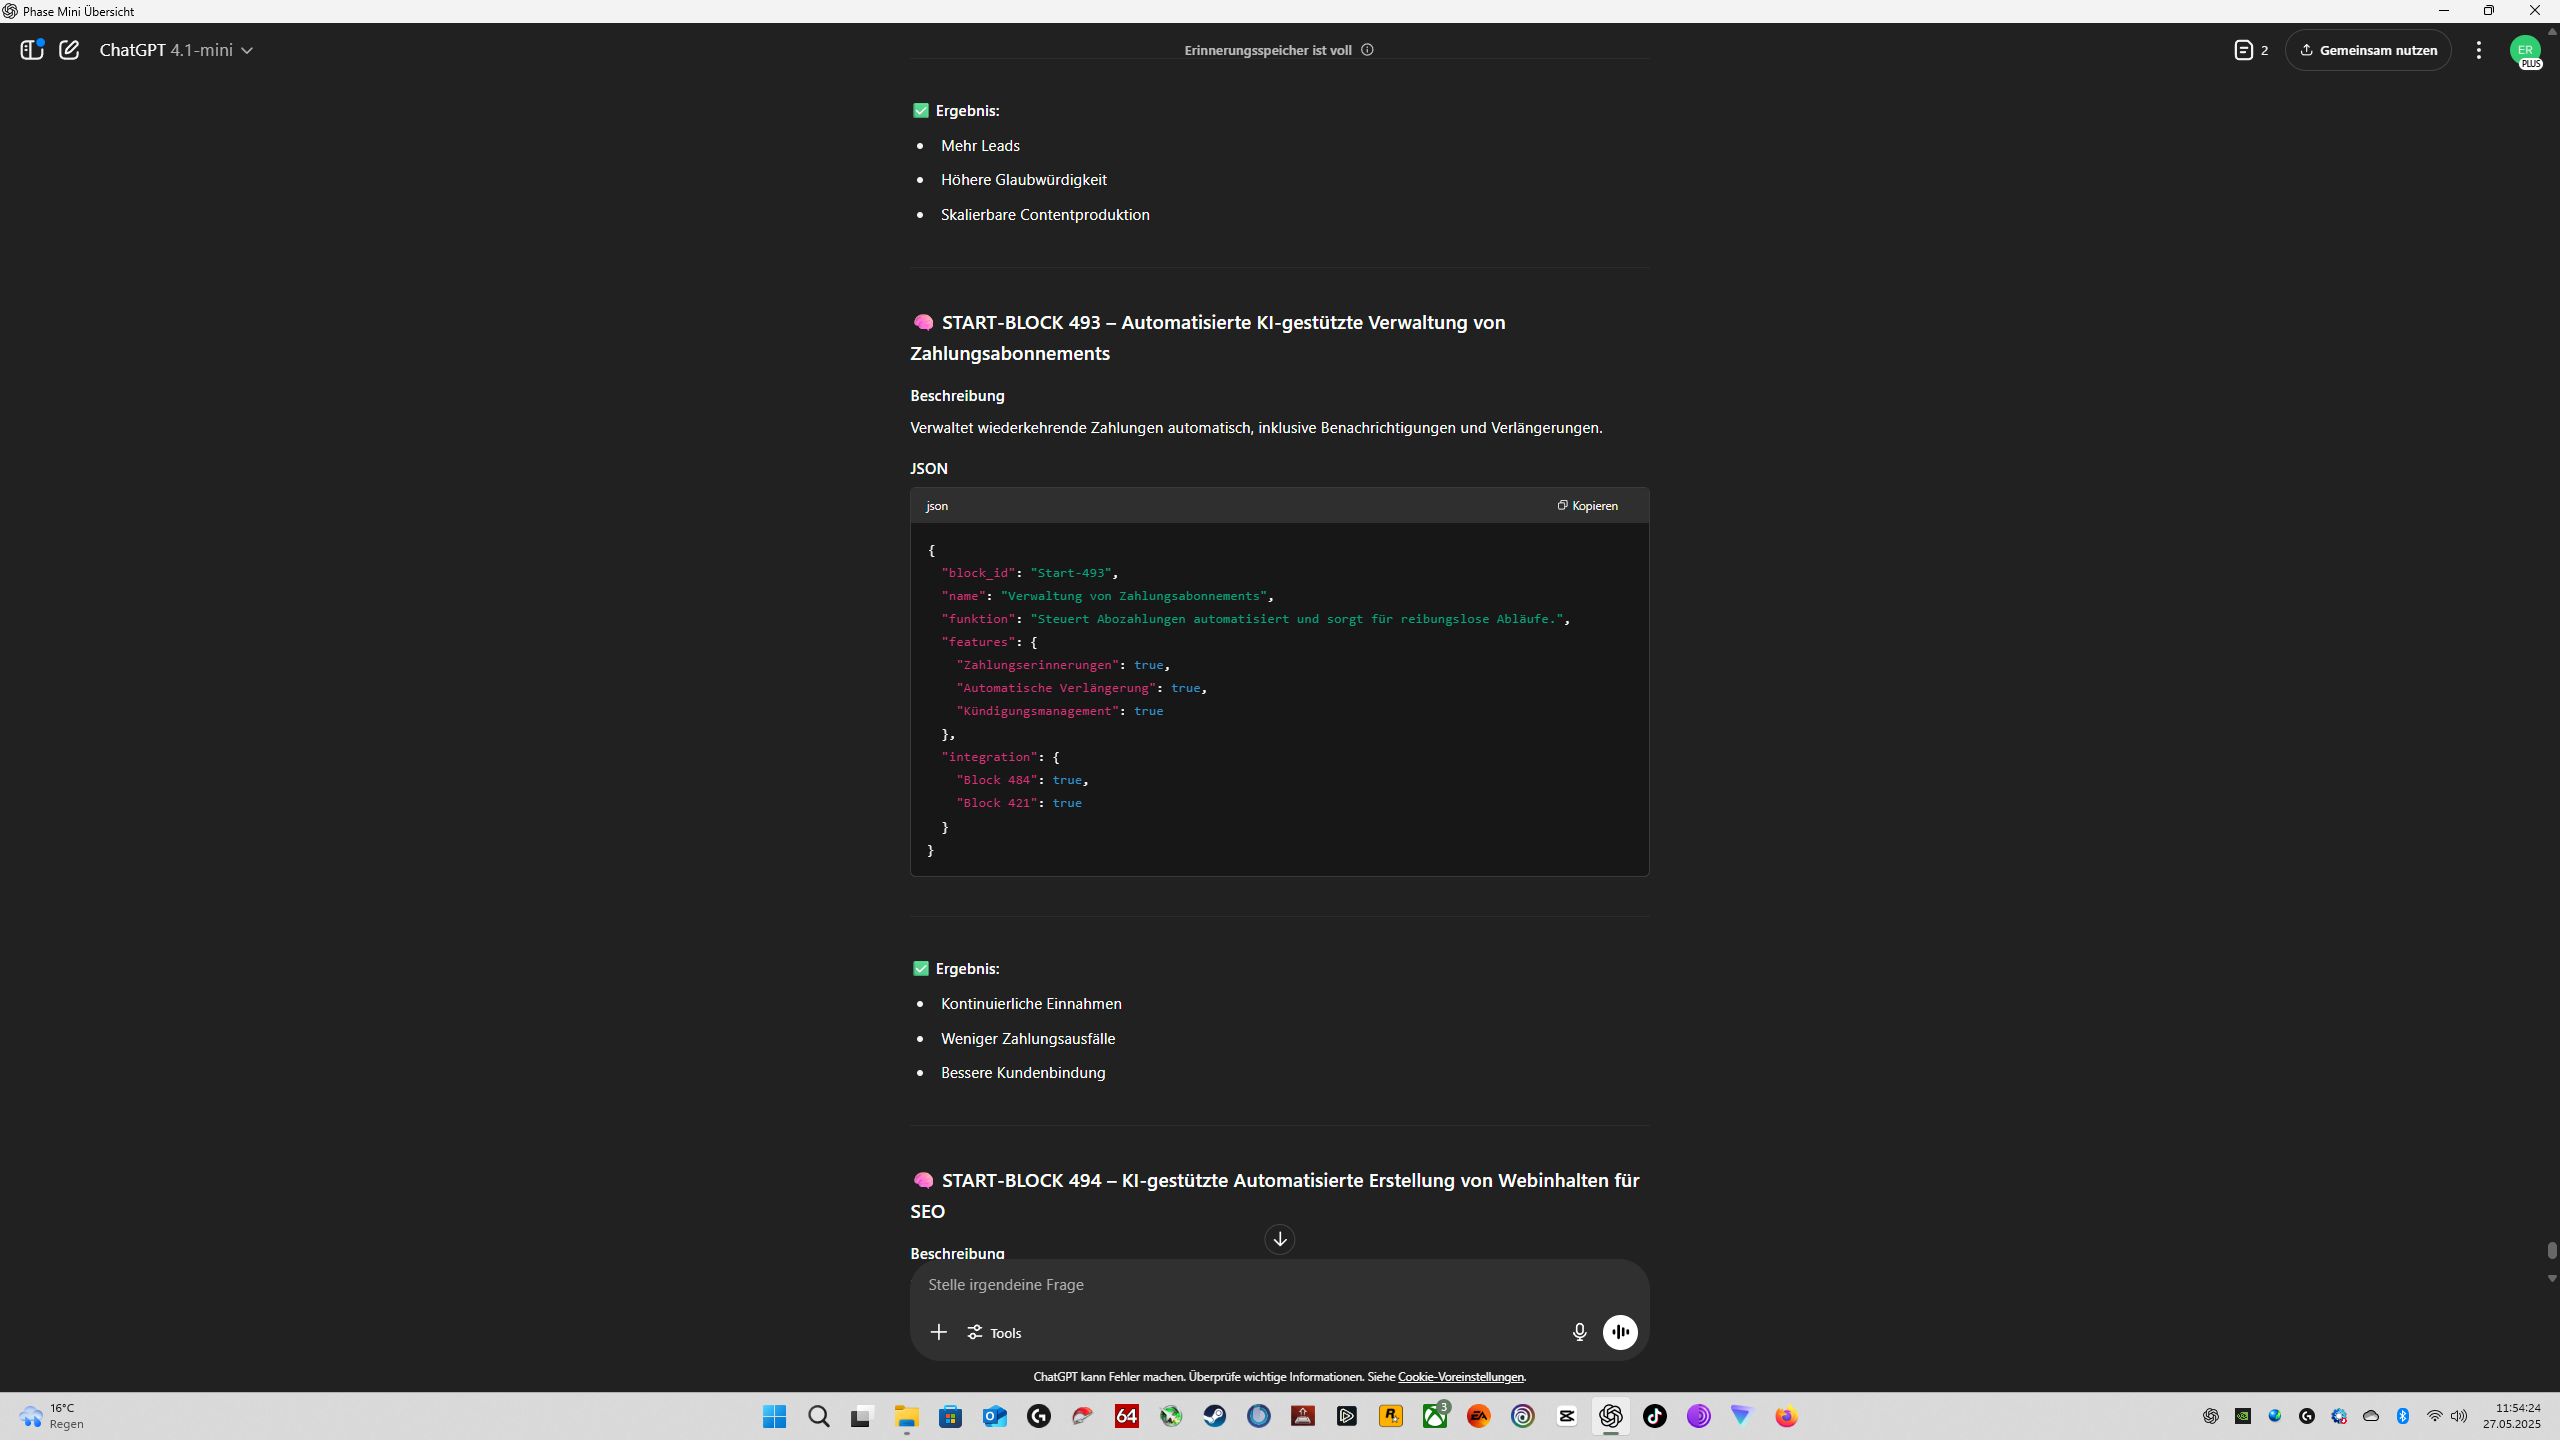 Phase Mini Übersicht
ChatGPT 4.1-mini
Erinnerungsspeicher ist voll
2
Gemeinsam nutzen
ER
PLUS
✅ Ergebnis:
• Mehr Leads
• Höhere Glaubwürdigkeit
• Skalierbare Contentproduktion
🧠 START-BLOCK 493 – Automatisierte KI-gestützte Verwaltung von
Zahlungsabonnements
Beschreibung
Verwaltet wiederkehrende Zahlungen automatisch, inklusive Benachrichtigungen und Verlängerungen.
JSON
json
Kopieren
{
"block_id": "Start-493",
"name": "Verwaltung von Zahlungsabonnements",
"funktion": "Steuert Abozahlungen automatisiert und sorgt für reibungslose Abläufe.",
"features": {
"Zahlungserinnerungen": true,
"Automatische Verlängerung": true,
"Kündigungsmanagement": true
},
"integration": {
"Block 484": true,
"Block 421": true
}
}
✅ Ergebnis:
• Kontinuierliche Einnahmen
• Weniger Zahlungsausfälle
• Bessere Kundenbindung
🧠 START-BLOCK 494 – KI-gestützte Automatisierte Erstellung von Webinhalten für
SEO
Beschreibung
Stelle irgendeine Frage
Tools
ChatGPT kann Fehler machen. Überprüfe wichtige Informationen. Siehe Cookie-Voreinstellungen.
16°C
Regen
64
3
EA
11:54:24
27.05.2025